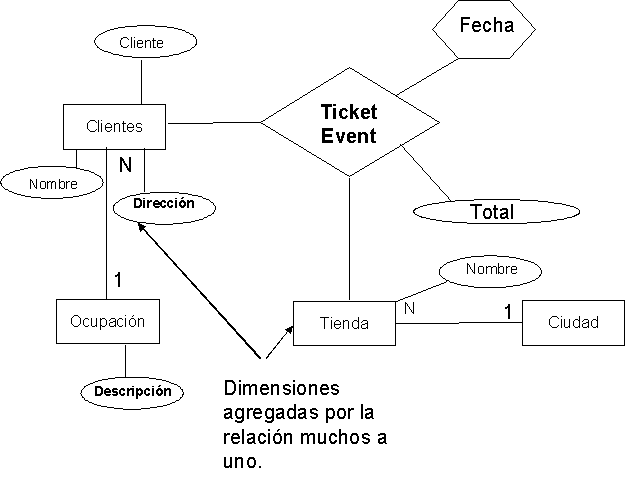 Fecha
Cliente
Ticket
Event
Clientes
N
Nombre
Dirección
Total
Nombre
1
N
1
Ocupación
Tienda
Ciudad
Descripción
Dimensiones
agregadas por la
relación muchos a
uno.